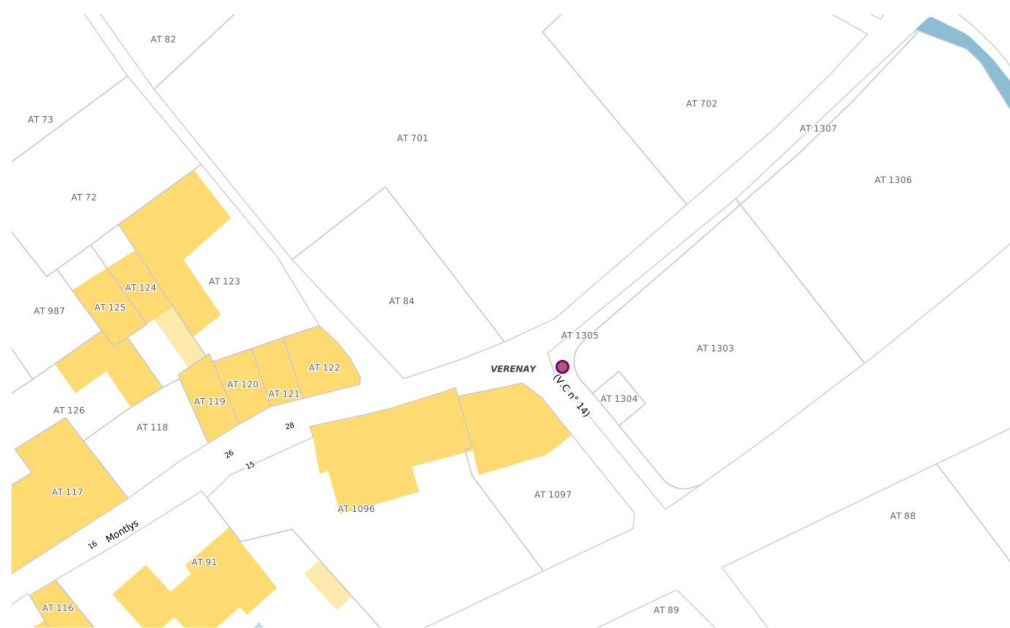 AT 82
AT 73
AT 702
AT 1307
AT 701
AT 1306
AT 72
AT 123
AT 124
AT 84
AT 125
AT 987
AT 1305
AT 1303
VERENAY
AT 122
AT 120
AT 121
AT 119
(V.C n° 14)
AT 1304
AT 126
AT 118
28
26
15
AT 117
AT 1097
AT 1096
AT 88
16
Montlys
AT 91
AT 116
AT 89